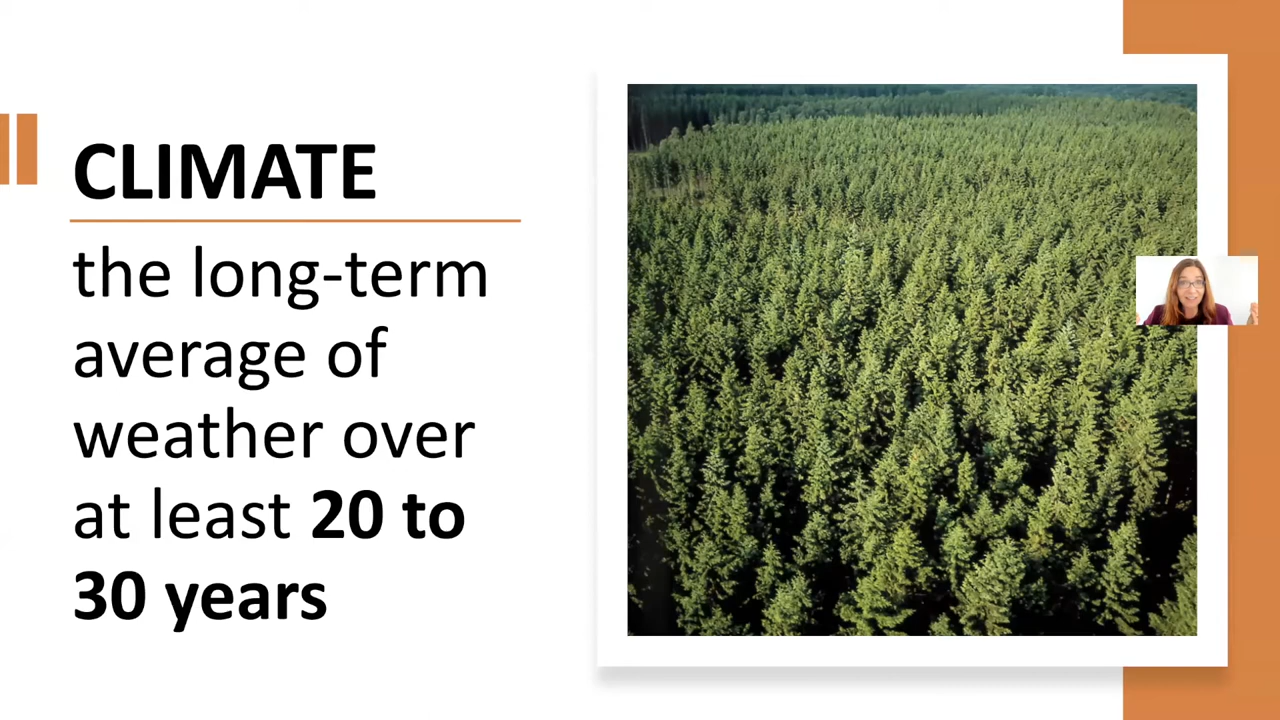 CLIMATE
the long-term
average of
weather over
at least 20 to
30 years